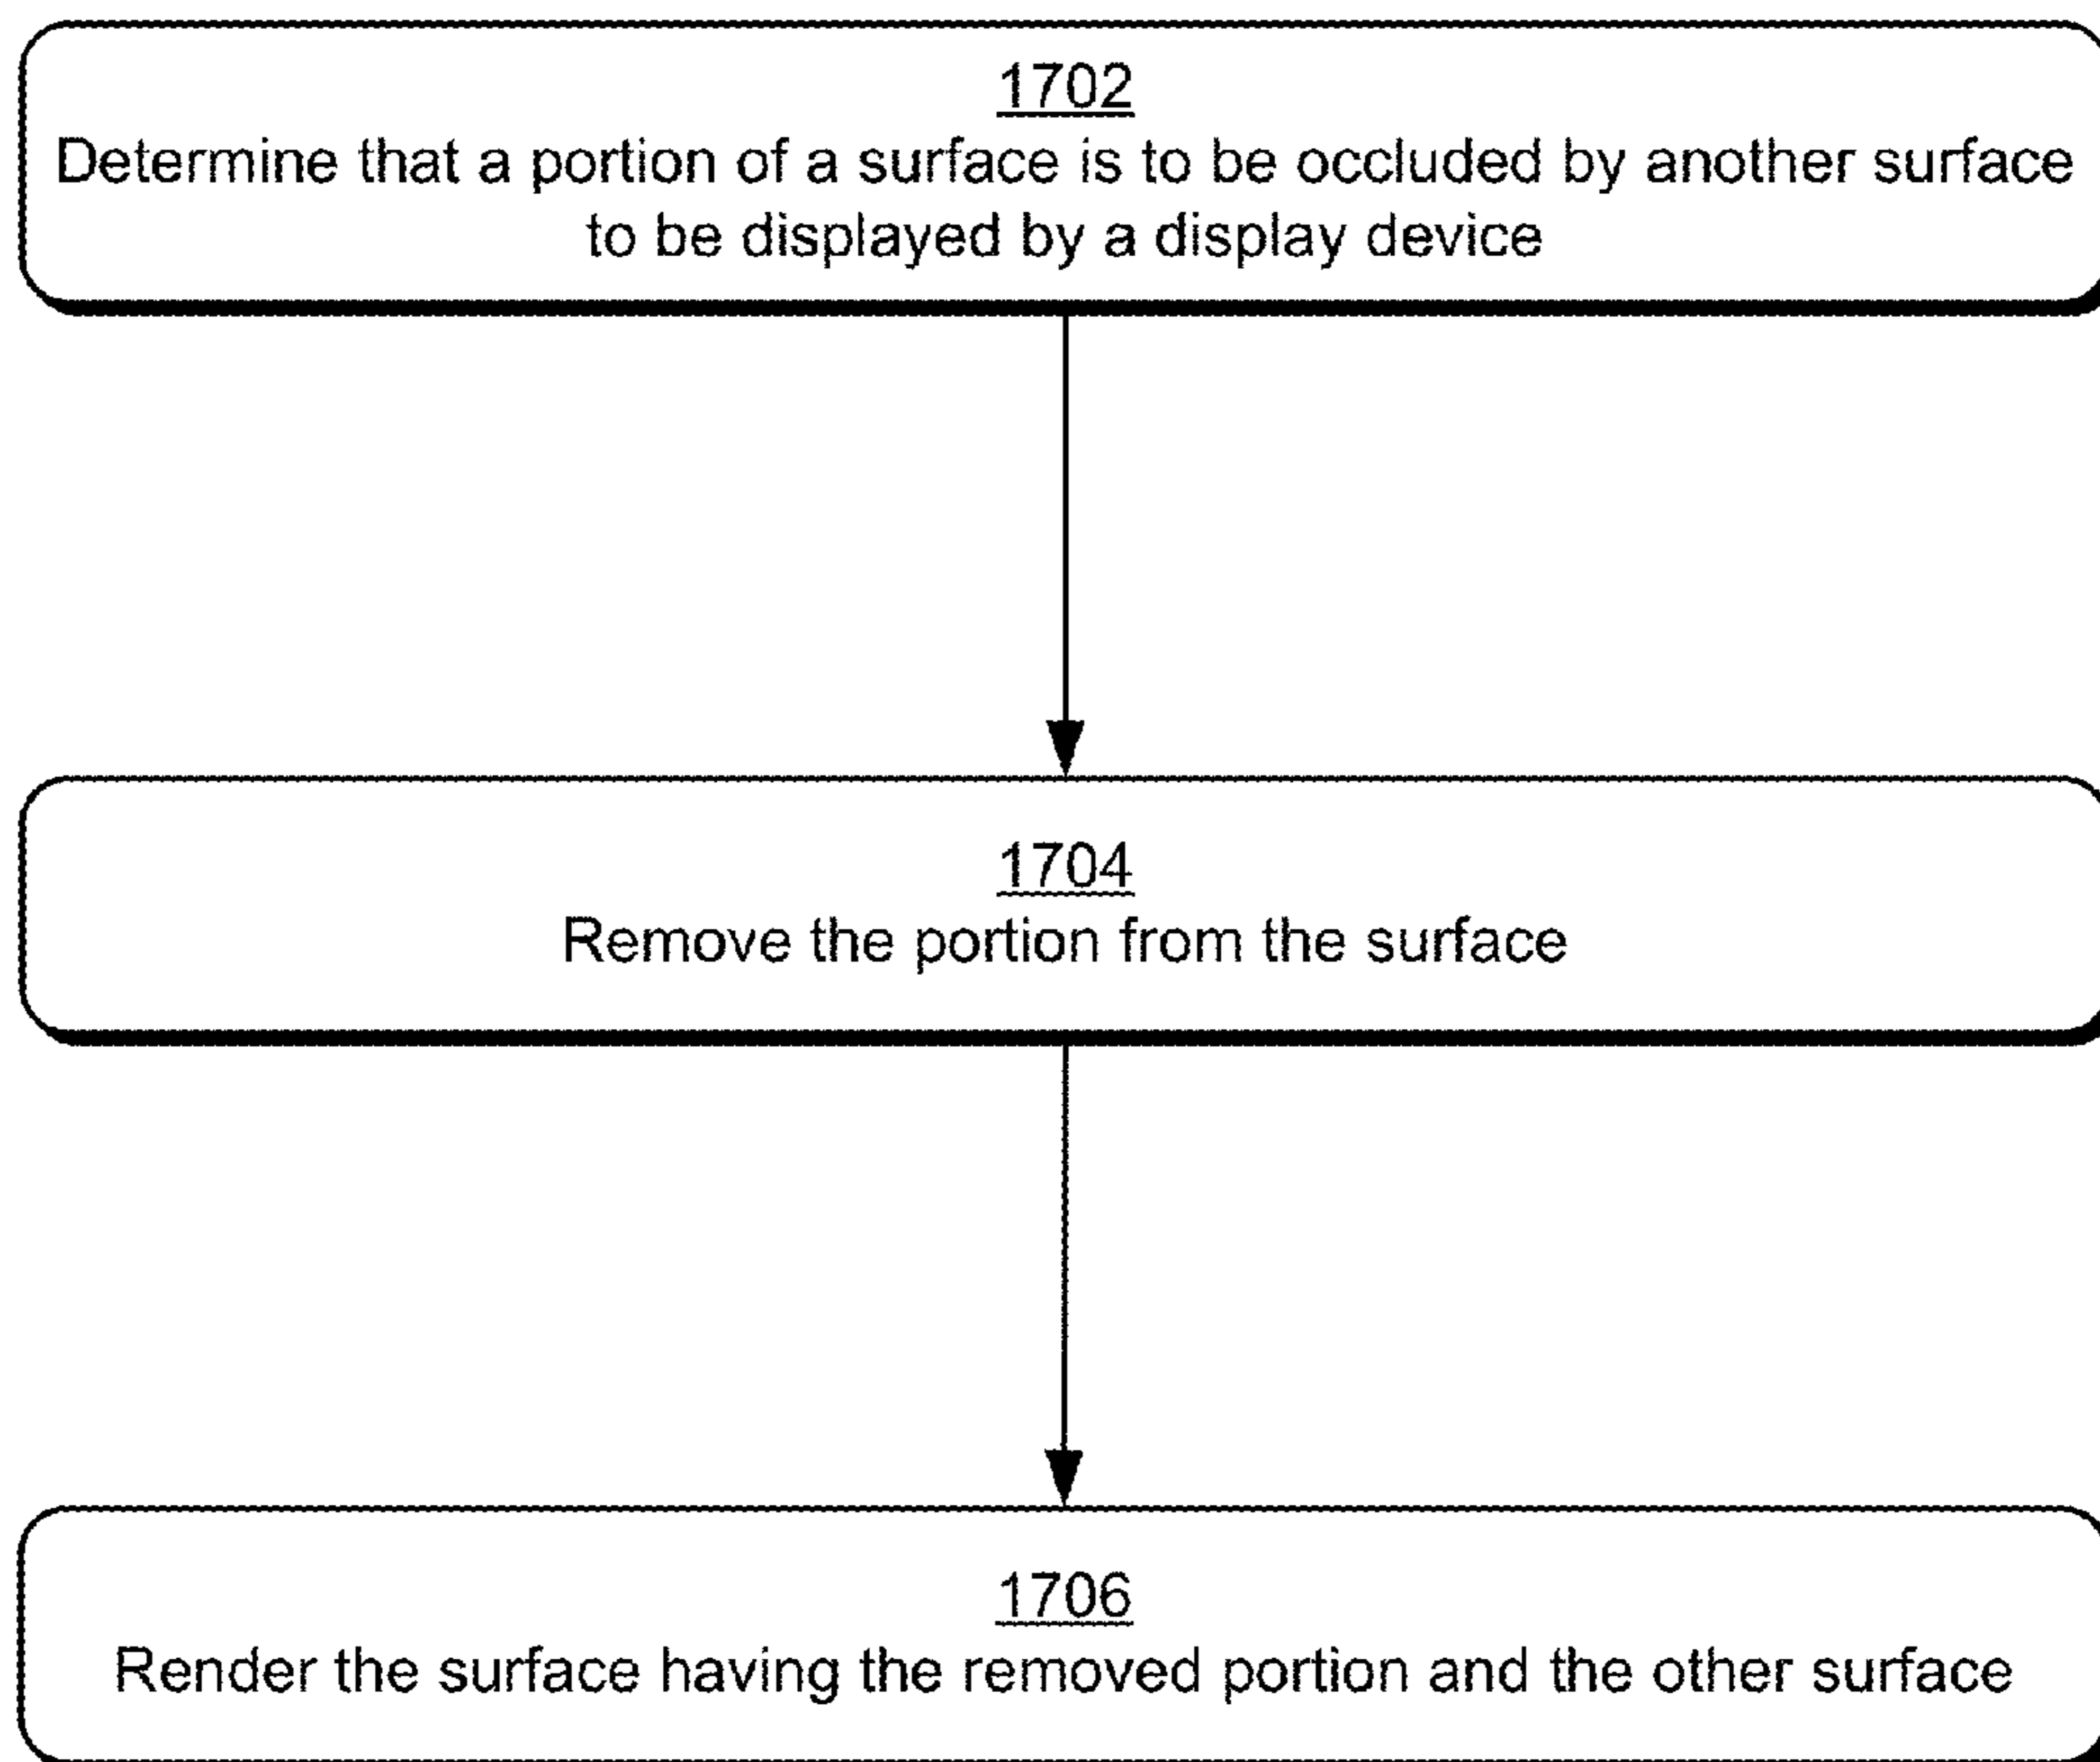 1702
Determine that a portion of a surface is to be occluded by another surface
to be displayed by a display device
1704
Remove the portion from the surface
1706
Render the surface having the removed portion and the other surface